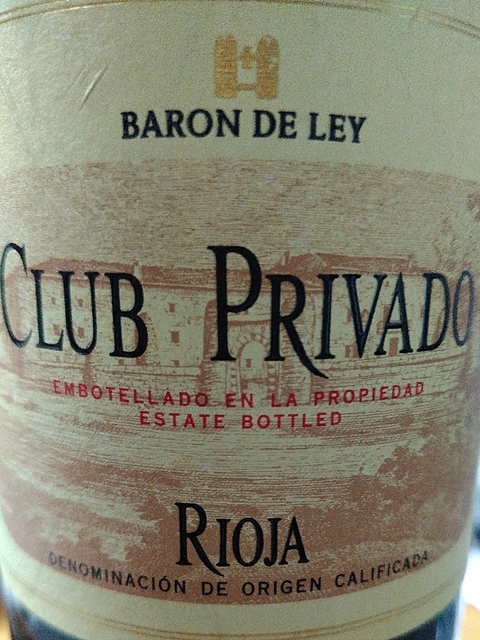 BARON DE LEY
CLUB PRIVADO
EMBOTELLADO EN LA PROPIEDAD
ESTATE BOTTLED
RIOJA
DENOMINACIÓN DE ORIGEN CALIFICADA